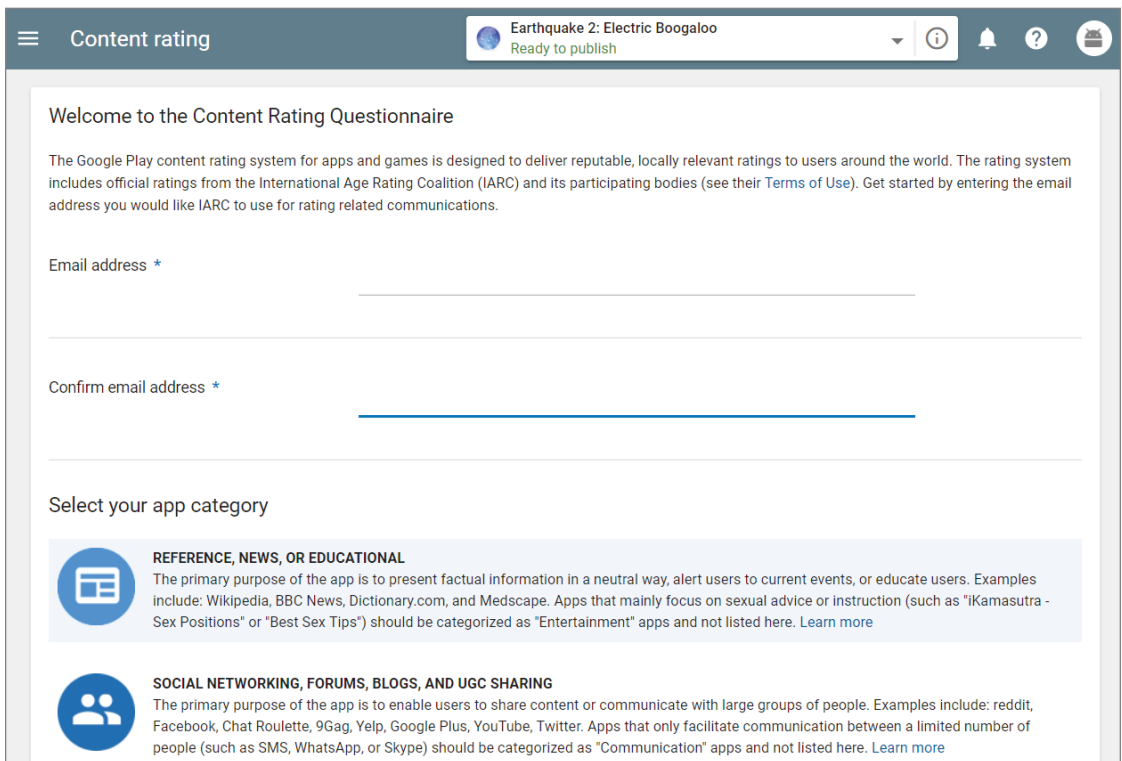 Content rating
Earthquake 2: Electric Boogaloo
Ready to publish
Welcome to the Content Rating Questionnaire
The Google Play content rating system for apps and games is designed to deliver reputable, locally relevant ratings to users around the world. The rating system
includes official ratings from the International Age Rating Coalition (IARC) and its participating bodies (see their Terms of Use). Get started by entering the email
address you would like IARC to use for rating related communications.
Email address *
Confirm email address *
Select your app category
REFERENCE, NEWS, OR EDUCATIONAL
The primary purpose of the app is to present factual information in a neutral way, alert users to current events, or educate users. Examples
include: Wikipedia, BBC News, Dictionary.com, and Medscape. Apps that mainly focus on sexual advice or instruction (such as "iKamasutra -
Sex Positions" or "Best Sex Tips") should be categorized as "Entertainment" apps and not listed here. Learn more
SOCIAL NETWORKING, FORUMS, BLOGS, AND UGC SHARING
The primary purpose of the app is to enable users to share content or communicate with large groups of people. Examples include: reddit,
Facebook, Chat Roulette, 9Gag, Yelp, Google Plus, YouTube, Twitter. Apps that only facilitate communication between a limited number of
people (such as SMS, WhatsApp, or Skype) should be categorized as "Communication" apps and not listed here. Learn more